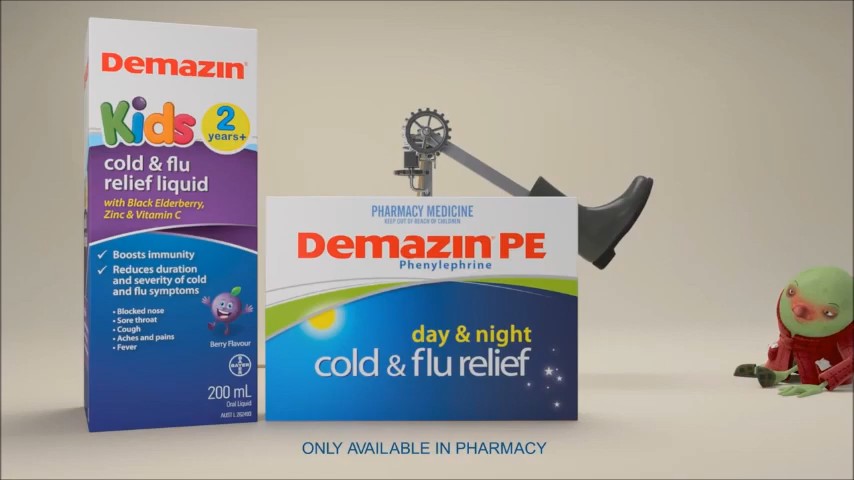 Demazin®
Kids
2
years+
cold & flu
relief liquid
with Black Elderberry,
Zinc & Vitamin C
✓ Boosts immunity
✓ Reduces duration
and severity of cold
and flu symptoms
• Blocked nose
• Sore throat
• Cough
• Aches and pains
• Fever
Berry Flavour
BAYER
200 mL
Oral Liquid
PHARMACY MEDICINE
KEEP OUT OF REACH OF CHILDREN
Demazin® PE
Phenylephrine
day & night
cold & flu relief
ONLY AVAILABLE IN PHARMACY